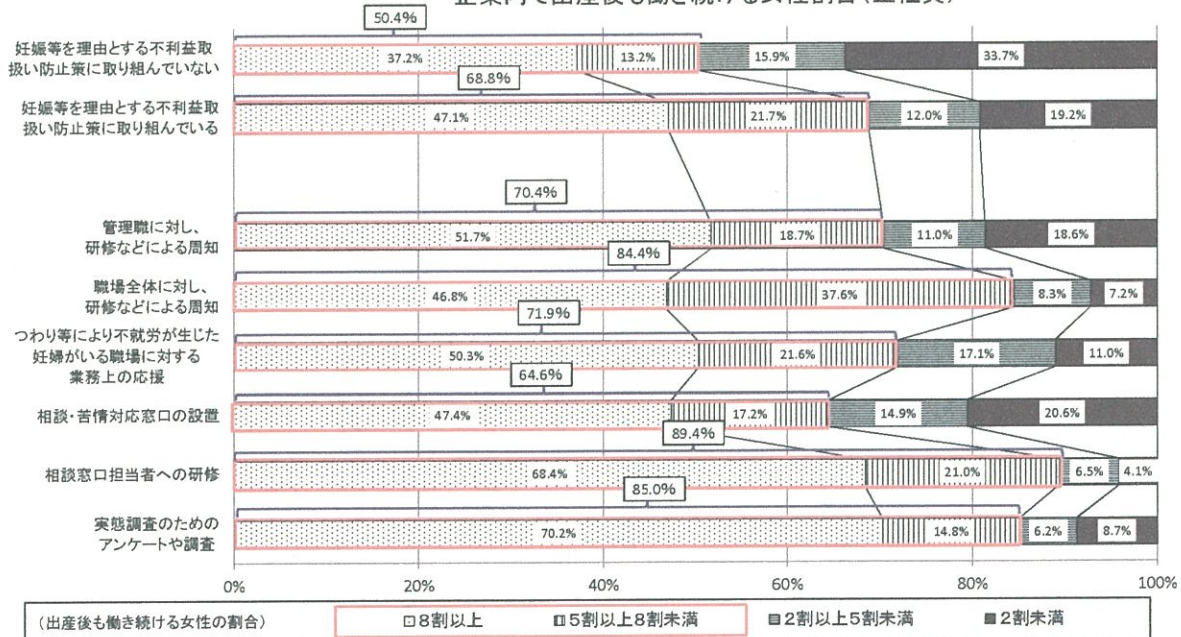 企業内で出産後も働き続ける女性割合(正社員)
50.4%
妊娠等を理由とする不利益取
扱い防止策に取り組んでいない
37.2% 13.2% 15.9% 33.7%
68.8%
妊娠等を理由とする不利益取
扱い防止策に取り組んでいる
47.1% 21.7% 12.0% 19.2%
70.4%
管理職に対し、
研修などによる周知
51.7% 18.7% 11.0% 18.6%
84.4%
職場全体に対し、
研修などによる周知
46.8% 37.6% 8.3% 7.2%
71.9%
つわり等により不就労が生じた
妊婦がいる職場に対する
業務上の応援
50.3% 21.6% 17.1% 11.0%
64.6%
相談・苦情対応窓口の設置
47.4% 17.2% 14.9% 20.6%
89.4%
相談窓口担当者への研修
68.4% 21.0% 6.5% 4.1%
85.0%
実態調査のための
アンケートや調査
70.2% 14.8% 6.2% 8.7%
0% 20% 40% 60% 80% 100%
(出産後も働き続ける女性の割合) 8割以上 5割以上8割未満 2割以上5割未満 2割未満